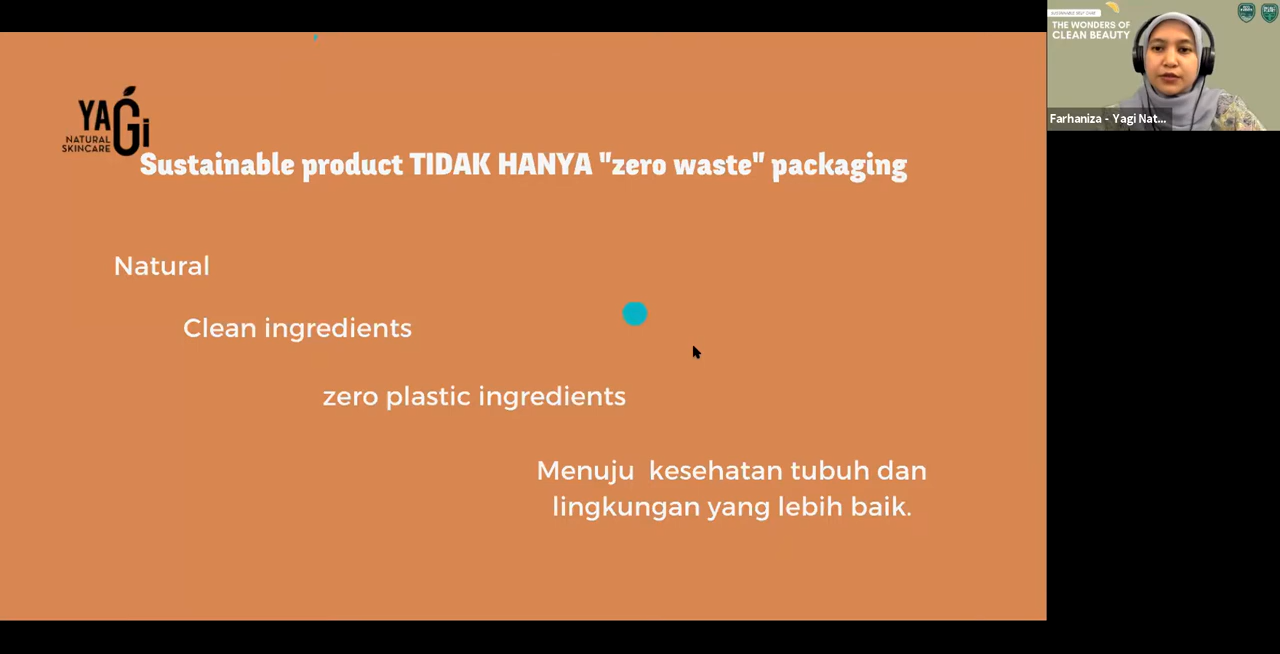 YAGi
NATURAL
SKINCARE
Sustainable product TIDAK HANYA "zero waste" packaging
Natural
Clean ingredients
zero plastic ingredients
Menuju kesehatan tubuh dan
lingkungan yang lebih baik.
THE WONDERS OF
CLEAN BEAUTY
Farhaniza - Yagi Nat...